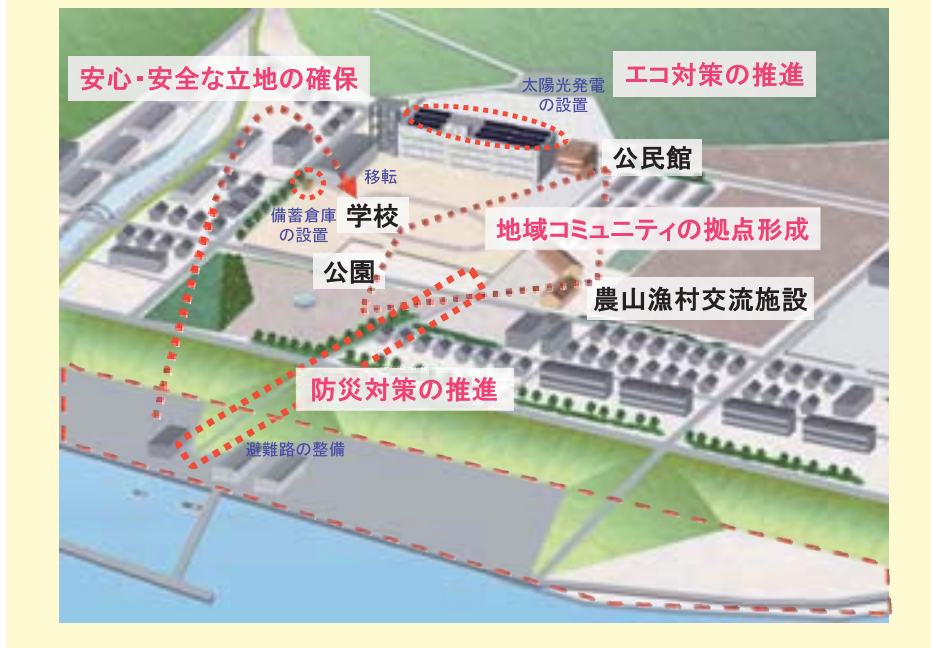 安心・安全な立地の確保
エコ対策の推進
太陽光発電
の設置
公民館
移転
備蓄倉庫
の設置
学校
地域コミュニティの拠点形成
公園
農山漁村交流施設
防災対策の推進
避難路の整備